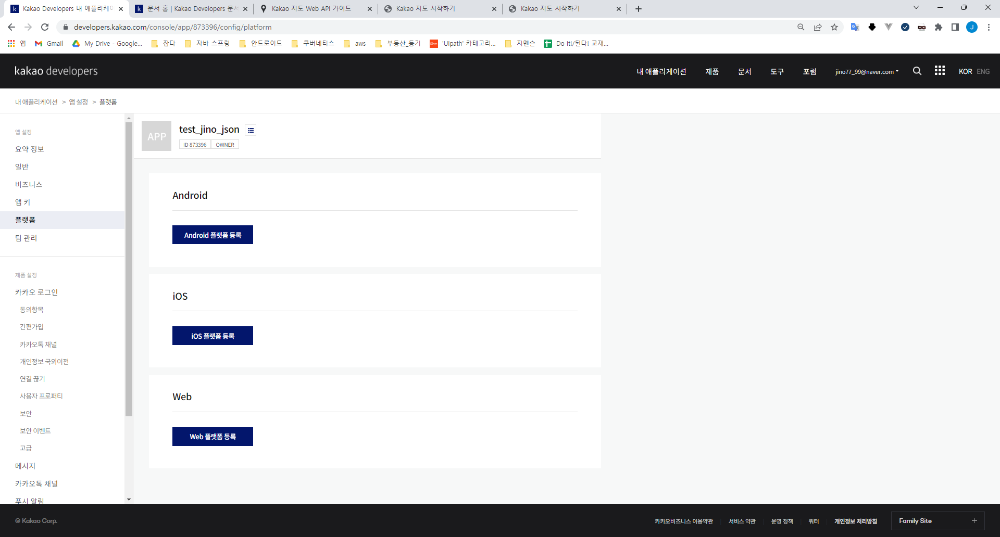 Kakao Developers 내 애플리케이
문서 홈 | Kakao Developers 문서
Kakao 지도 Web API 가이드
Kakao 지도 시작하기
Kakao 지도 시작하기
developers.kakao.com/console/app/873396/config/platform
앱
Gmail
My Drive - Google...
잡다
자바 스프링
안드로이드
쿠버네티스
aws
부동산_등기
'Uipath' 카테고리...
지멘슨
Do it!/된다! 교재...
kakao developers
내 애플리케이션
제품
문서
도구
포럼
jino77_99@naver.com
KOR ENG
내 애플리케이션 > 앱 설정 > 플랫폼
앱 설정
요약 정보
일반
비즈니스
앱 키
플랫폼
팀 관리
제품 설정
카카오 로그인
동의항목
간편가입
카카오톡 채널
개인정보 국외이전
연결 끊기
사용자 프로퍼티
보안
보안 이벤트
고급
메시지
카카오톡 채널
푸시 알림
APP
test_jino_json
ID 873396
OWNER
Android
Android 플랫폼 등록
iOS
iOS 플랫폼 등록
Web
Web 플랫폼 등록
© Kakao Corp.
카카오비즈니스 이용약관
서비스 약관
운영 정책
쿼터
개인정보 처리방침
Family Site